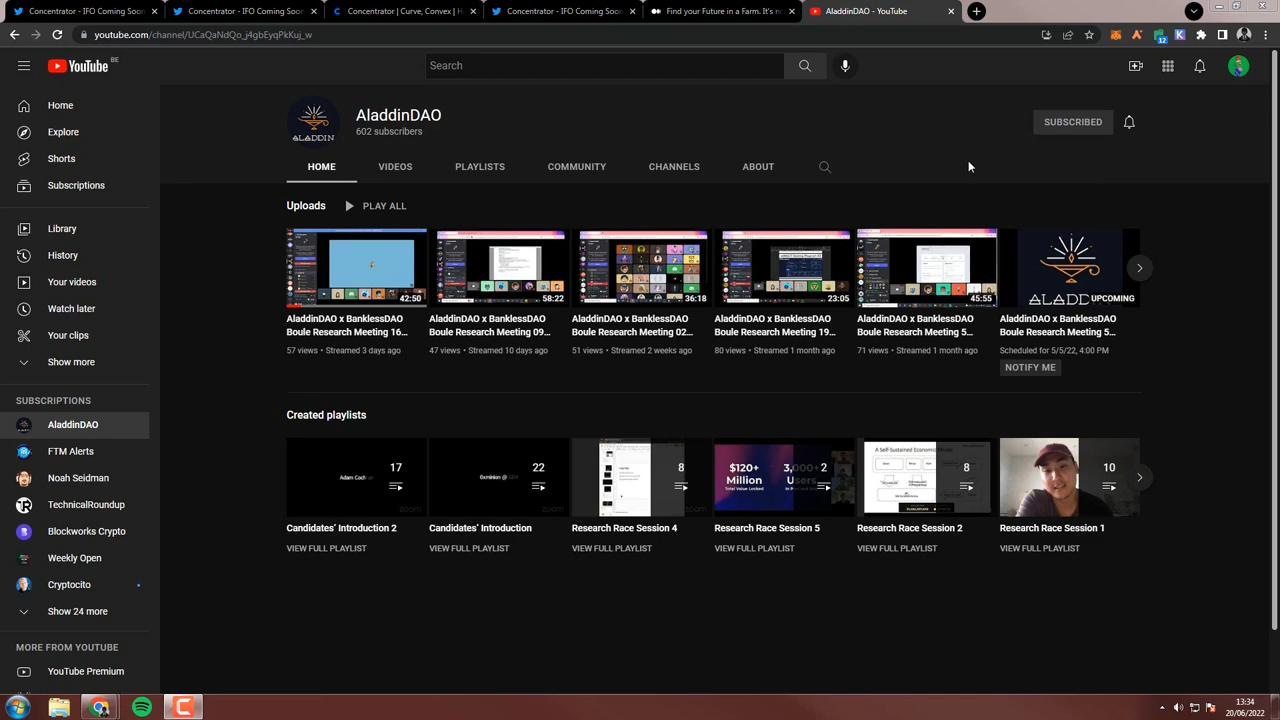 Concentrator - IFO Coming Soon
Concentrator - IFO Coming Soon
Concentrator | Curve, Convex | H
Concentrator - IFO Coming Soon
Find your Future in a Farm. It's n
AladdinDAO - YouTube
youtube.com/channel/UCaQaNdQo_j4gbEyqPkKuj_w
12
YouTube
BE
Search
Home
Explore
Shorts
Subscriptions
Library
History
Your videos
Watch later
Your clips
Show more
SUBSCRIPTIONS
AladdinDAO
FTM Alerts
Noah Seidman
TechnicalRoundup
Blockworks Crypto
Weekly Open
Cryptocito
Show 24 more
MORE FROM YOUTUBE
YouTube Premium
ALADDIN
AladdinDAO
602 subscribers
SUBSCRIBED
HOME
VIDEOS
PLAYLISTS
COMMUNITY
CHANNELS
ABOUT
Uploads
PLAY ALL
42:50
AladdinDAO x BanklessDAO
Boule Research Meeting 16...
57 views • Streamed 3 days ago
58:22
AladdinDAO x BanklessDAO
Boule Research Meeting 09...
47 views • Streamed 10 days ago
36:18
AladdinDAO x BanklessDAO
Boule Research Meeting 02...
51 views • Streamed 2 weeks ago
23:05
AladdinDAO x BanklessDAO
Boule Research Meeting 19...
80 views • Streamed 1 month ago
45:55
AladdinDAO x BanklessDAO
Boule Research Meeting 5...
71 views • Streamed 1 month ago
UPCOMING
AladdinDAO x BanklessDAO
Boule Research Meeting 5...
Scheduled for 5/5/22, 4:00 PM
NOTIFY ME
Created playlists
17
Candidates' Introduction 2
VIEW FULL PLAYLIST
22
Candidates' Introduction
VIEW FULL PLAYLIST
8
Research Race Session 4
VIEW FULL PLAYLIST
$120+
Million
Total Value Locked
2
Research Race Session 5
VIEW FULL PLAYLIST
A Self-Sustained Economic
8
Research Race Session 2
VIEW FULL PLAYLIST
10
Research Race Session 1
VIEW FULL PLAYLIST
13:34
20/06/2022